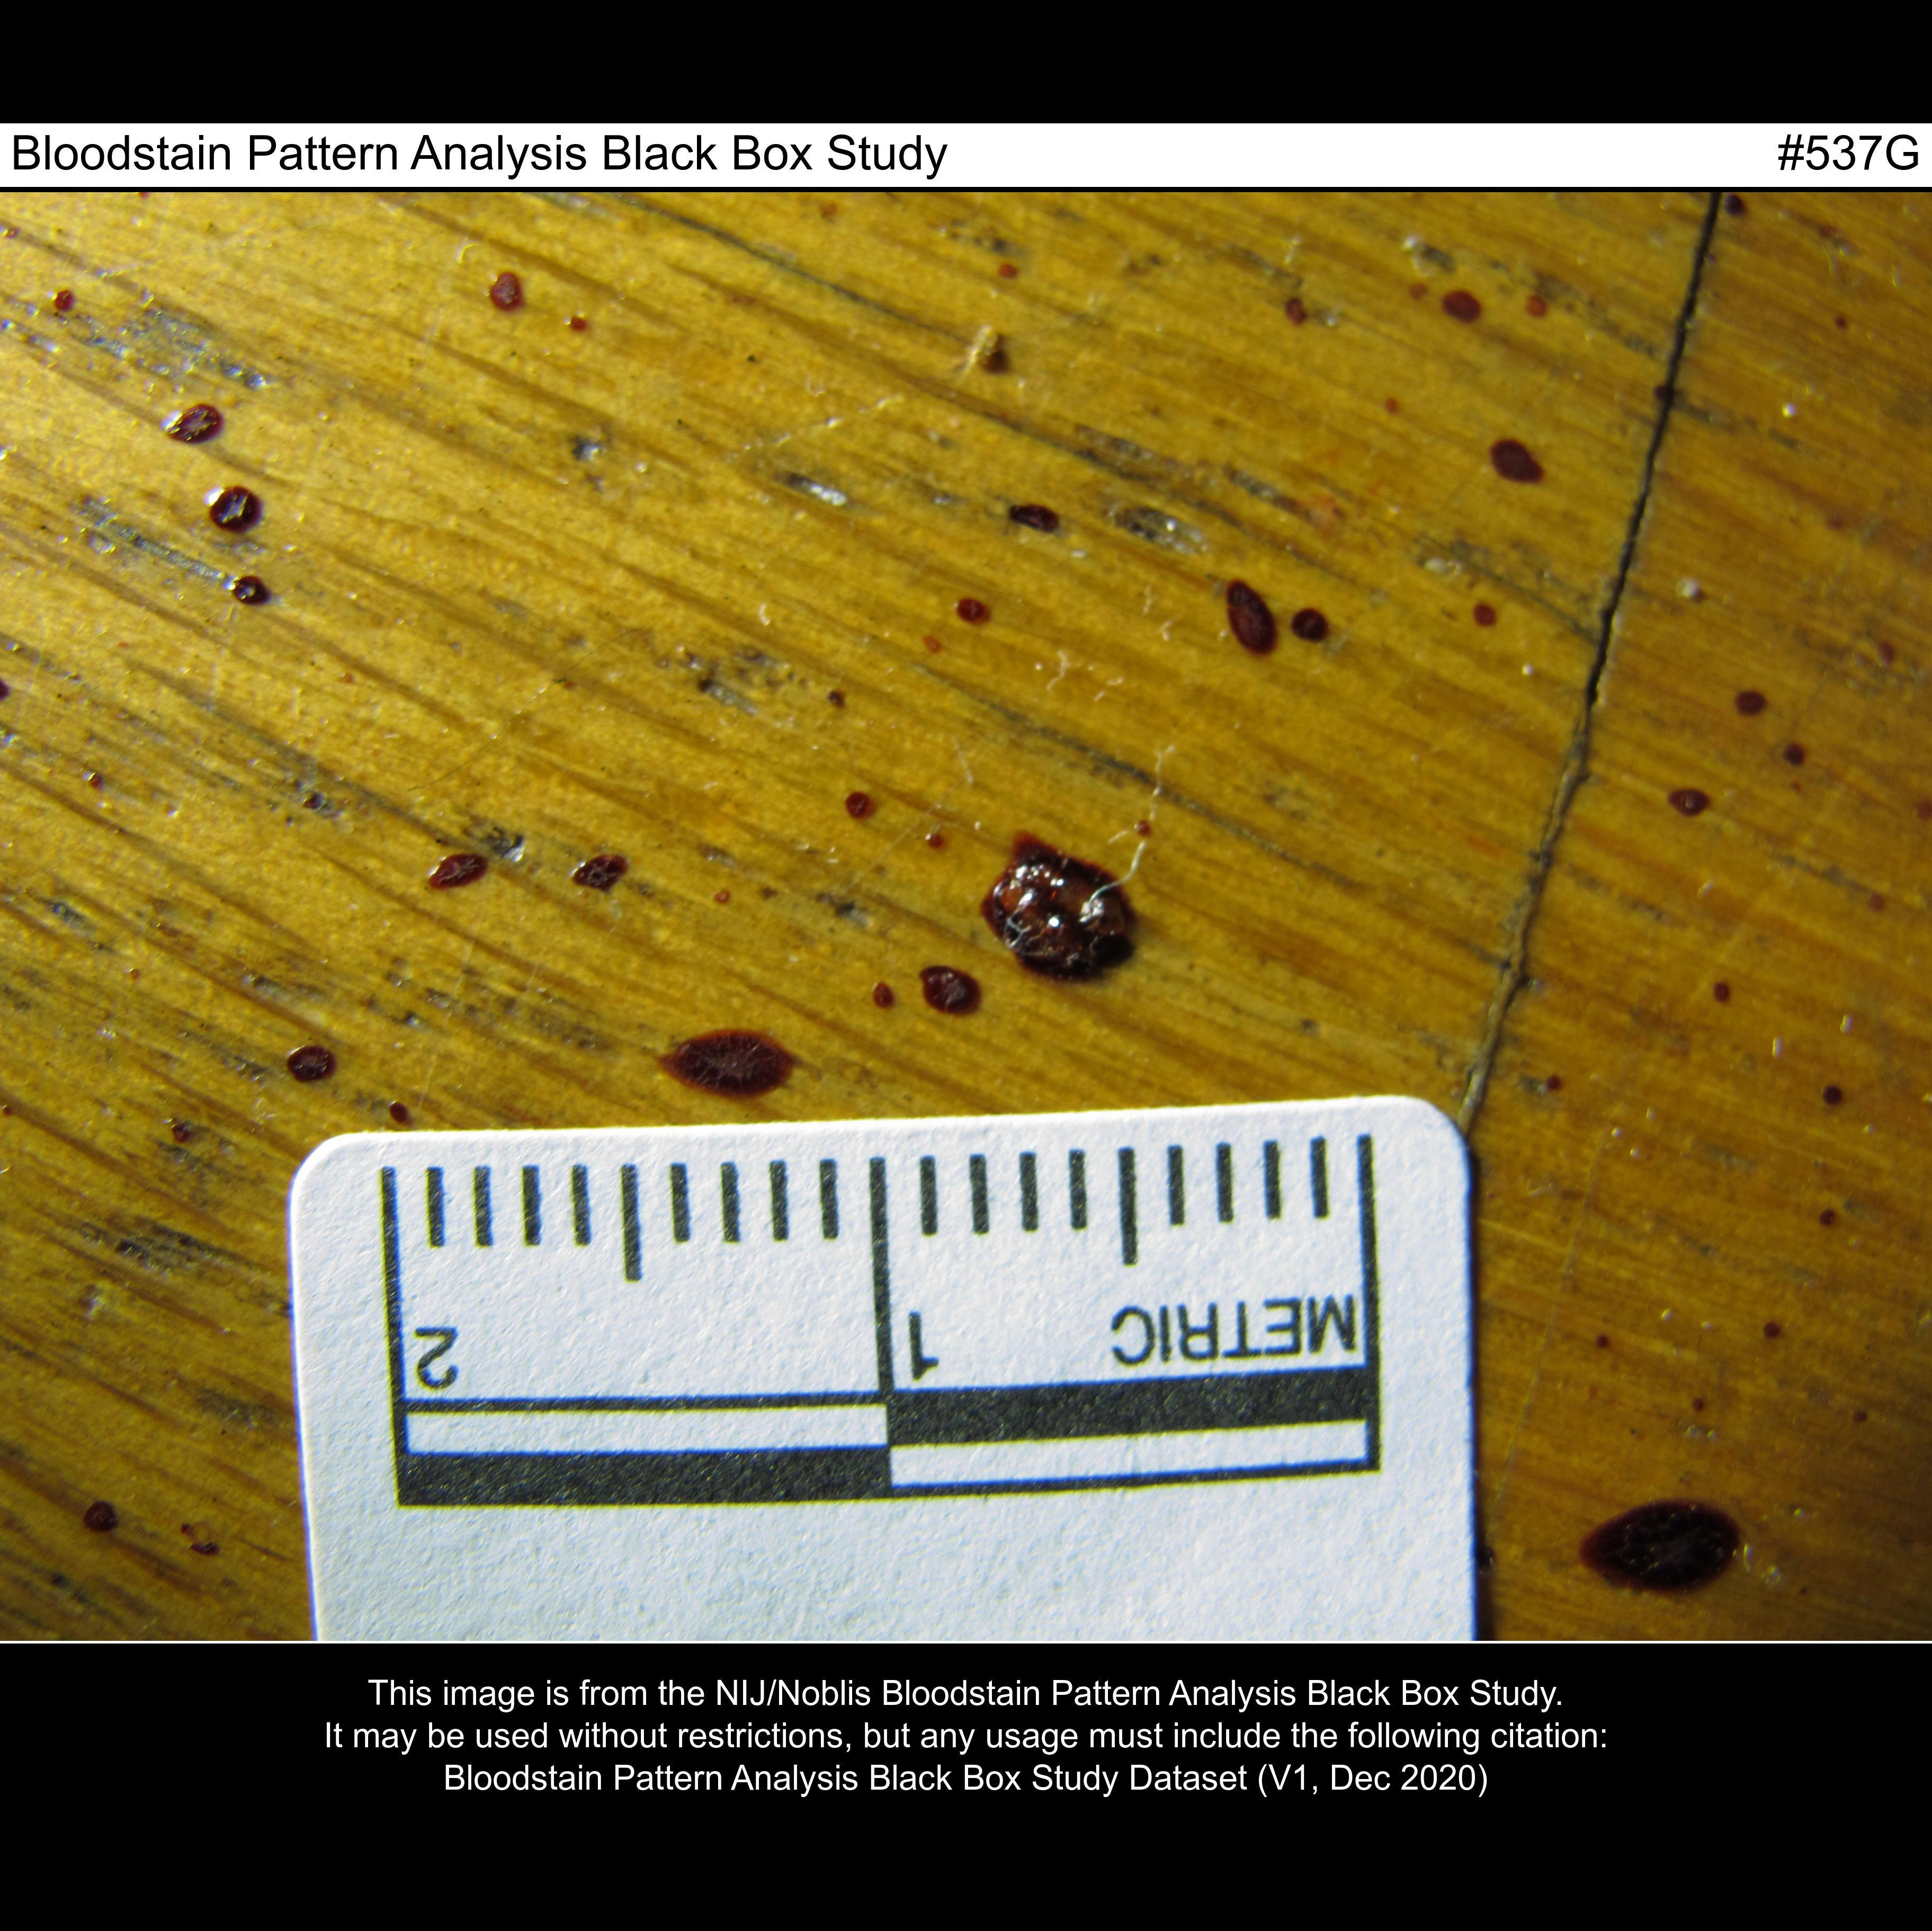 Bloodstain Pattern Analysis Black Box Study #537G
METRIC
1
2
This image is from the NIJ/Noblis Bloodstain Pattern Analysis Black Box Study.
It may be used without restrictions, but any usage must include the following citation:
Bloodstain Pattern Analysis Black Box Study Dataset (V1, Dec 2020)